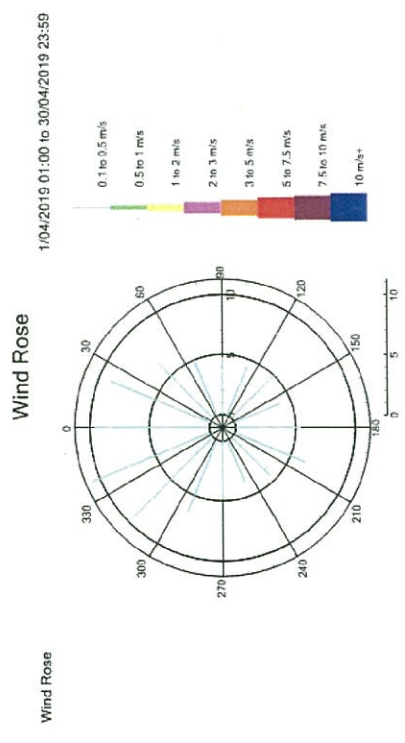 Wind Rose
Wind Rose
1/04/2019 01:00 to 30/04/2019 23:59
0
30
60
90
120
150
180
210
240
270
300
330
5
10
0
5
10
0.1 to 0.5 m/s
0.5 to 1 m/s
1 to 2 m/s
2 to 3 m/s
3 to 5 m/s
5 to 7.5 m/s
7.5 to 10 m/s
10 m/s+